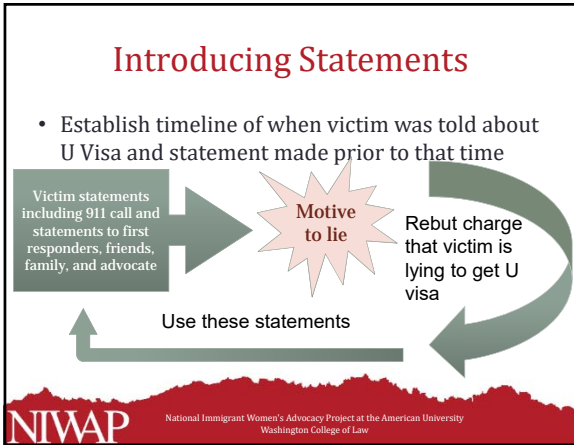 Introducing Statements
• Establish timeline of when victim was told about
U Visa and statement made prior to that time
Victim statements
including 911 call and
statements to first
responders, friends,
family, and advocate
Motive
to lie
Rebut charge
that victim is
lying to get U
visa
Use these statements
NIWAP
National Immigrant Women's Advocacy Project at the American University
Washington College of Law